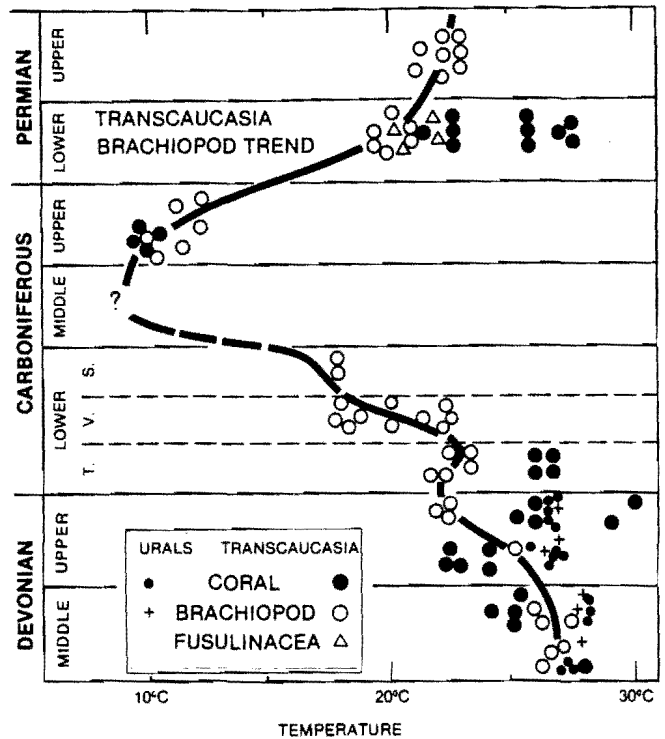 PERMIAN
UPPER
LOWER
TRANSCAUCASIA
BRACHIOPOD TREND
CARBONIFEROUS
UPPER
MIDDLE
?
LOWER
S.
V.
T.
DEVONIAN
UPPER
MIDDLE
URALS TRANSCAUCASIA
CORAL
+ BRACHIOPOD
FUSULINACEA
10°C 20°C 30°C
TEMPERATURE